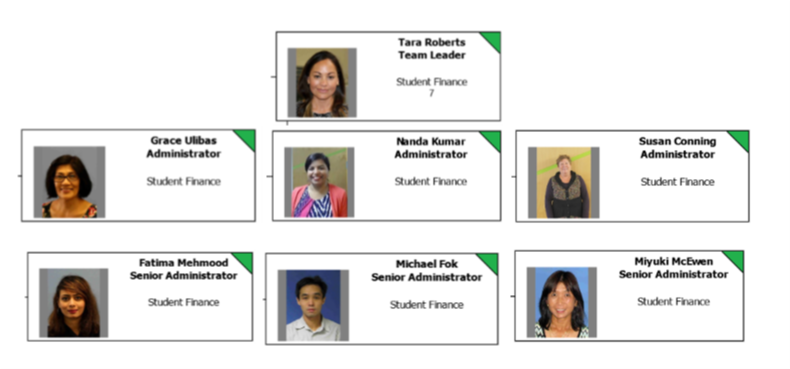 Tara Roberts
Team Leader
Student Finance
7
Grace Ulibas
Administrator
Student Finance
Nanda Kumar
Administrator
Student Finance
Susan Conning
Administrator
Student Finance
Fatima Mehmood
Senior Administrator
Student Finance
Michael Fok
Senior Administrator
Student Finance
Miyuki McEwen
Senior Administrator
Student Finance